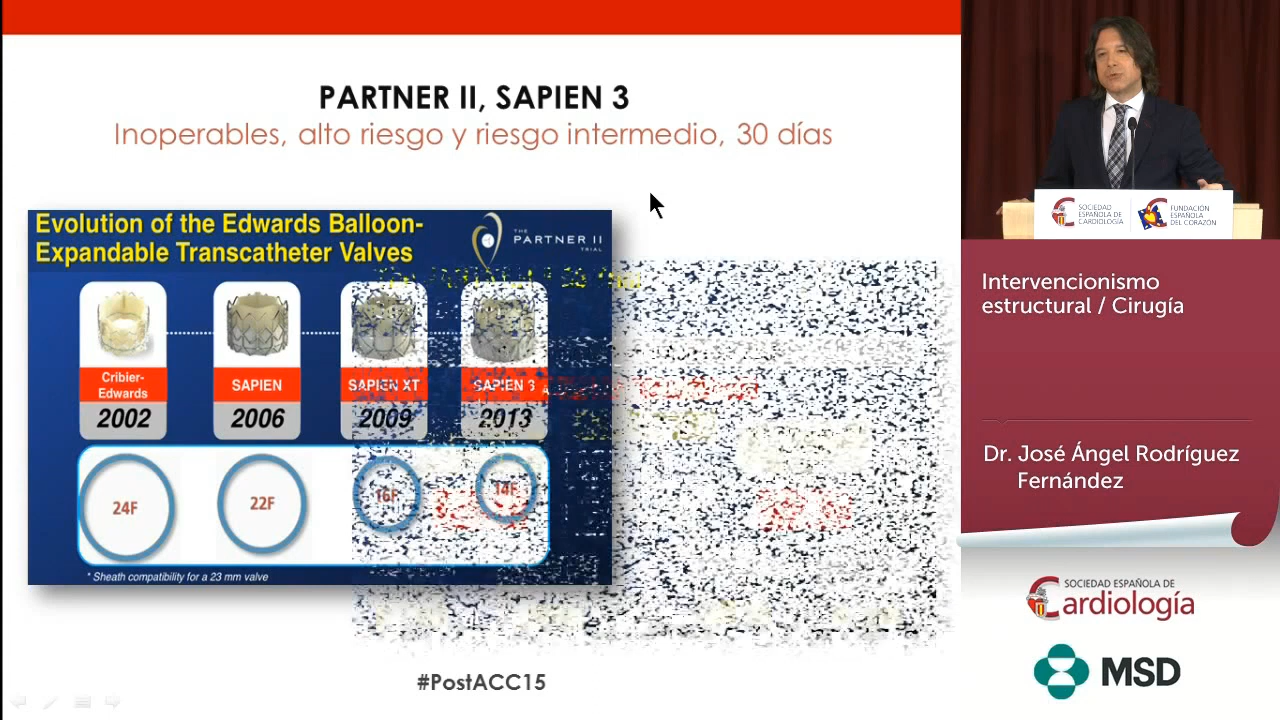 PARTNER II, SAPIEN 3
Inoperables, alto riesgo y riesgo intermedio, 30 días
Evolution of the Edwards Balloon-
Expandable Transcatheter Valves
THE
PARTNER II
TRIAL
Cribier-
Edwards
2002
SAPIEN
2006
SAPIEN XT
2009
SAPIEN 3
2013
24F
22F
16F
14F
* Sheath compatibility for a 23 mm valve
#PostACC15
SOCIEDAD
ESPAÑOLA DE
CARDIOLOGÍA
FUNDACIÓN
ESPAÑOLA
DEL CORAZÓN
Intervencionismo
estructural / Cirugía
Dr. José Ángel Rodríguez
Fernández
SOCIEDAD ESPAÑOLA DE
Cardiología
MSD